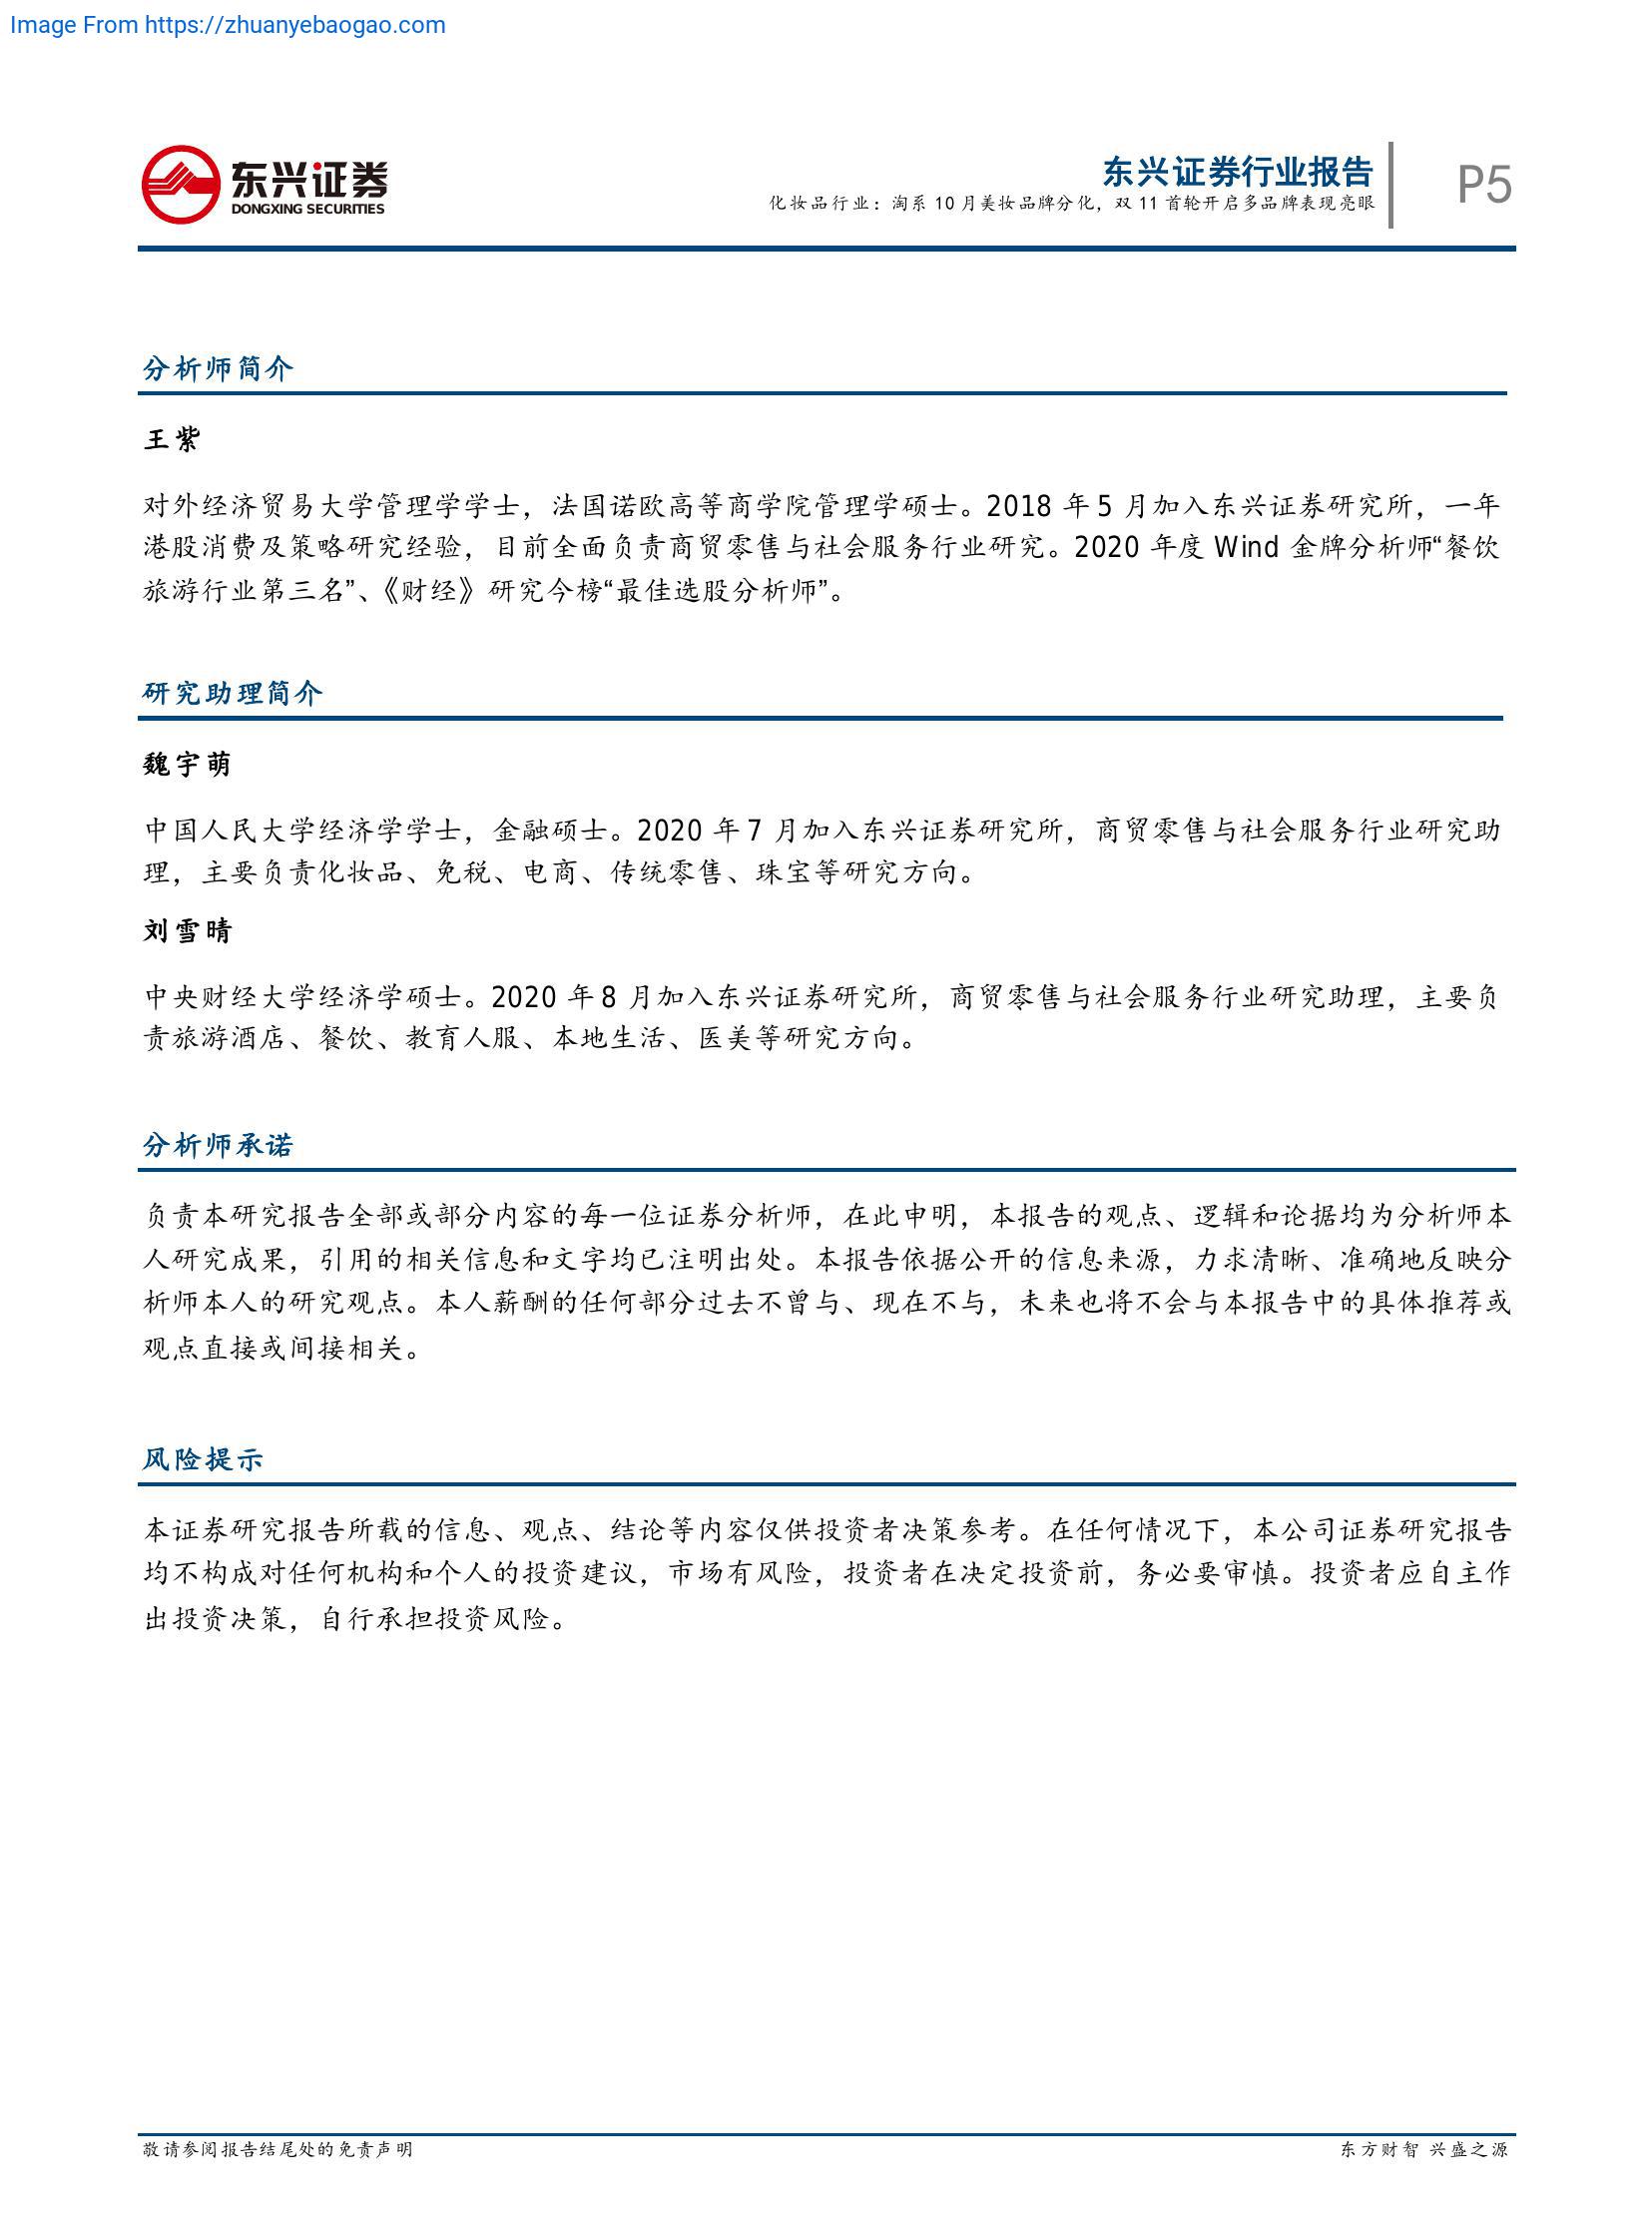 Image From https://zhuanyebaogao.com
东兴证券
DONGXING SECURITIES
东兴证券行业报告
化妆品行业：淘系 10 月美妆品牌分化，双 11 首轮开启多品牌表现亮眼
P5
分析师简介
王紫
对外经济贸易大学管理学学士，法国诺欧高等商学院管理学硕士。2018 年 5 月加入东兴证券研究所，一年
港股消费及策略研究经验，目前全面负责商贸零售与社会服务行业研究。2020 年度 Wind 金牌分析师“餐饮
旅游行业第三名”、《财经》研究今榜“最佳选股分析师”。
研究助理简介
魏宇萌
中国人民大学经济学学士，金融硕士。2020 年 7 月加入东兴证券研究所，商贸零售与社会服务行业研究助
理，主要负责化妆品、免税、电商、传统零售、珠宝等研究方向。
刘雪晴
中央财经大学经济学硕士。2020 年 8 月加入东兴证券研究所，商贸零售与社会服务行业研究助理，主要负
责旅游酒店、餐饮、教育人服、本地生活、医美等研究方向。
分析师承诺
负责本研究报告全部或部分内容的每一位证券分析师，在此申明，本报告的观点、逻辑和论据均为分析师本
人研究成果，引用的相关信息和文字均已注明出处。本报告依据公开的信息来源，力求清晰、准确地反映分
析师本人的研究观点。本人薪酬的任何部分过去不曾与、现在不与，未来也将不会与本报告中的具体推荐或
观点直接或间接相关。
风险提示
本证券研究报告所载的信息、观点、结论等内容仅供投资者决策参考。在任何情况下，本公司证券研究报告
均不构成对任何机构和个人的投资建议，市场有风险，投资者在决定投资前，务必要审慎。投资者应自主作
出投资决策，自行承担投资风险。
敬请参阅报告结尾处的免责声明
东方财智 兴盛之源